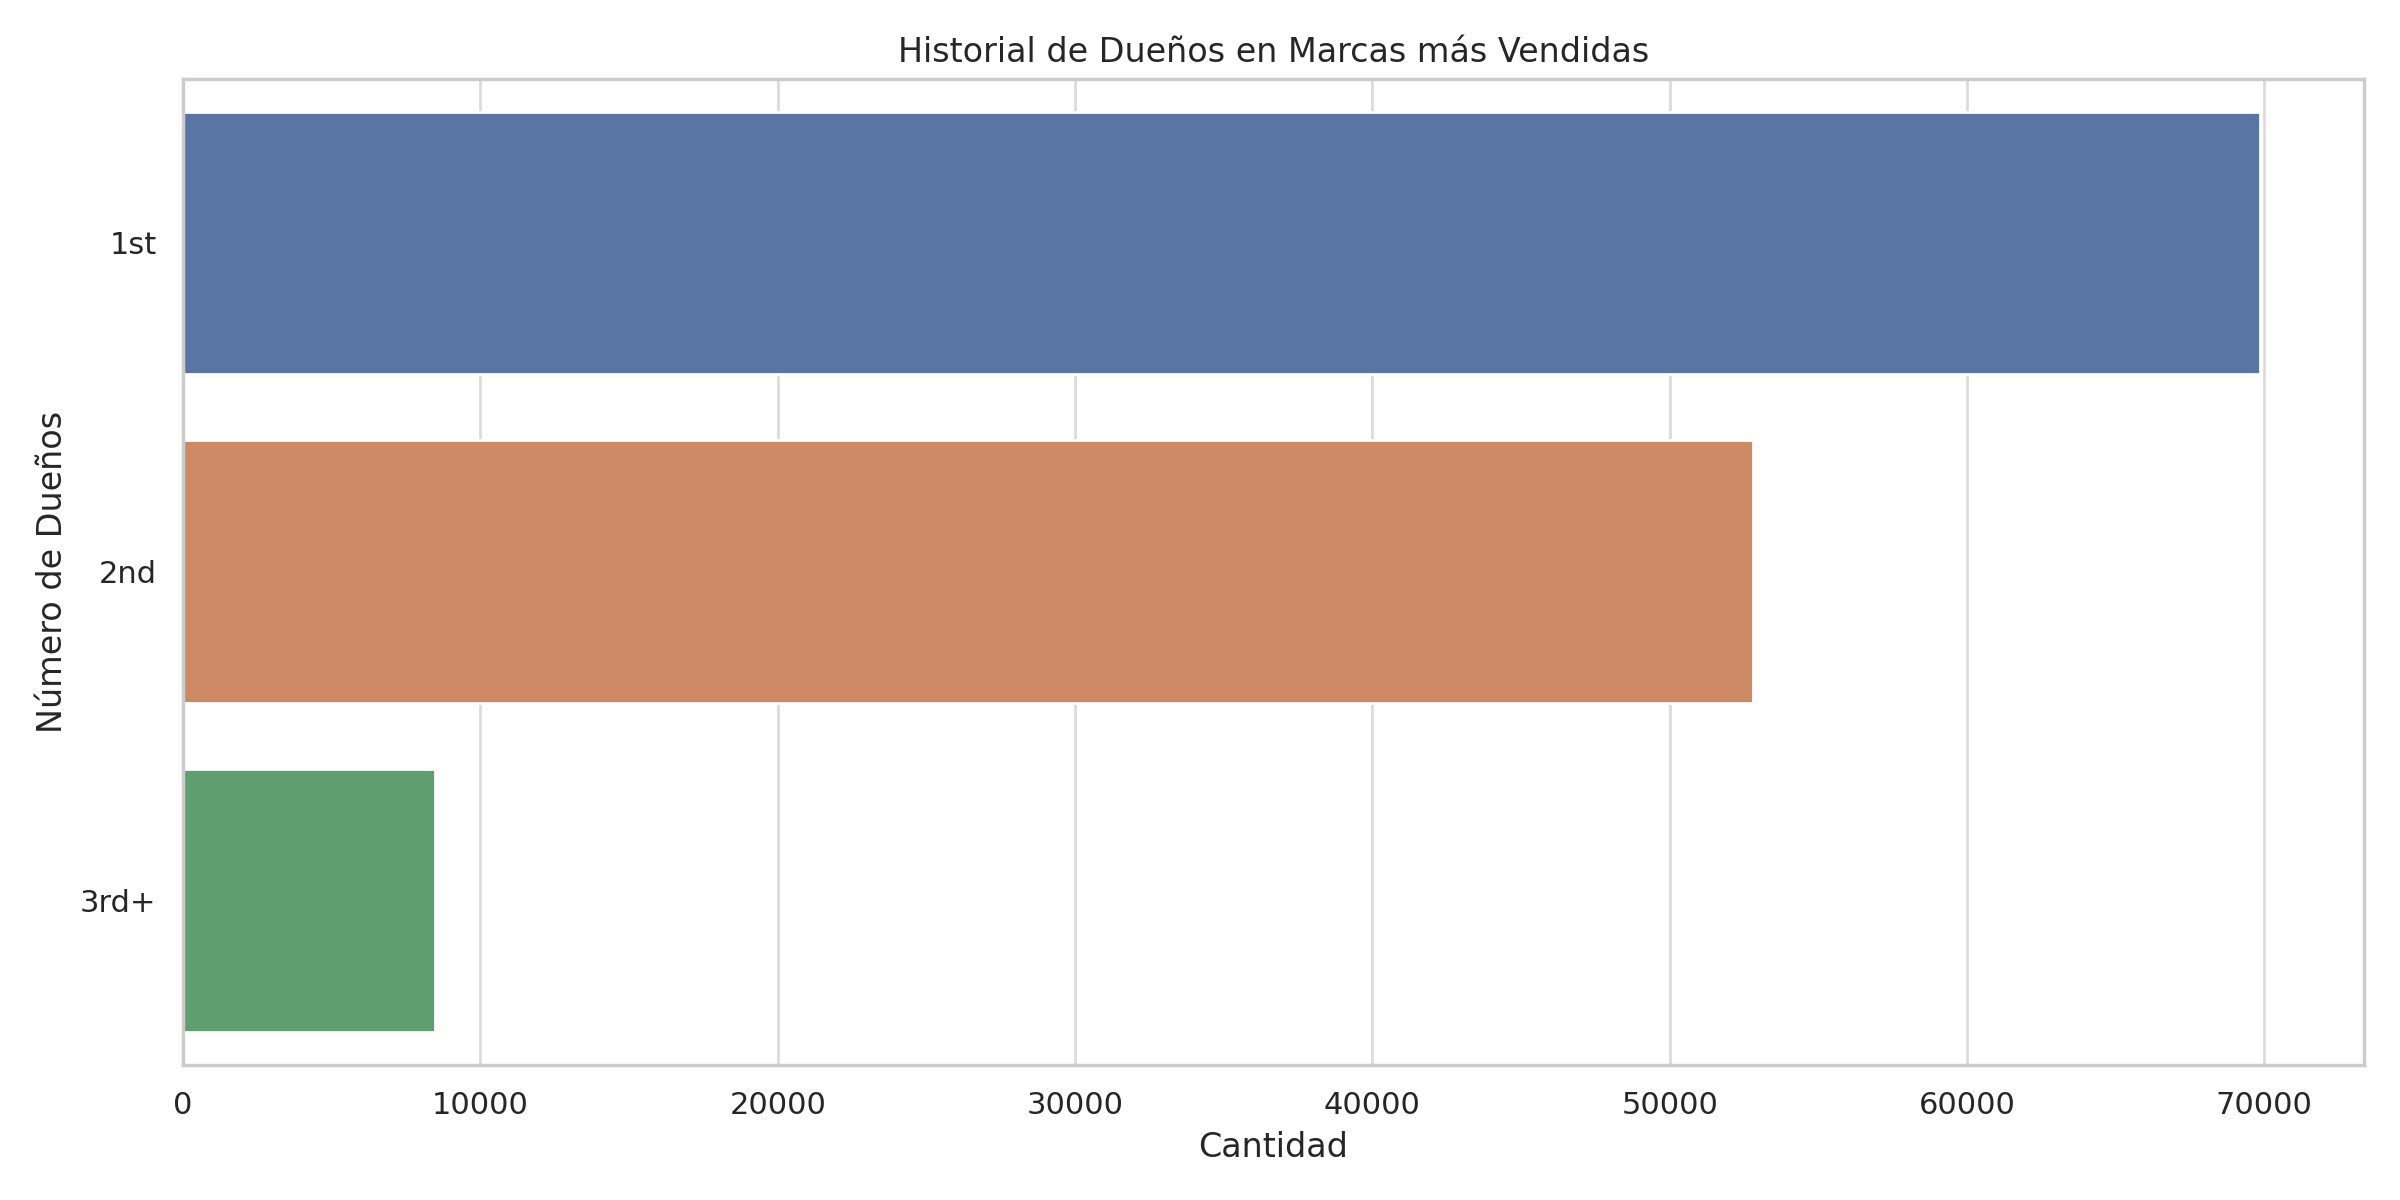 Historial de Dueños en Marcas más Vendidas
Número de Dueños
1st
2nd
3rd+
0 10000 20000 30000 40000 50000 60000 70000
Cantidad